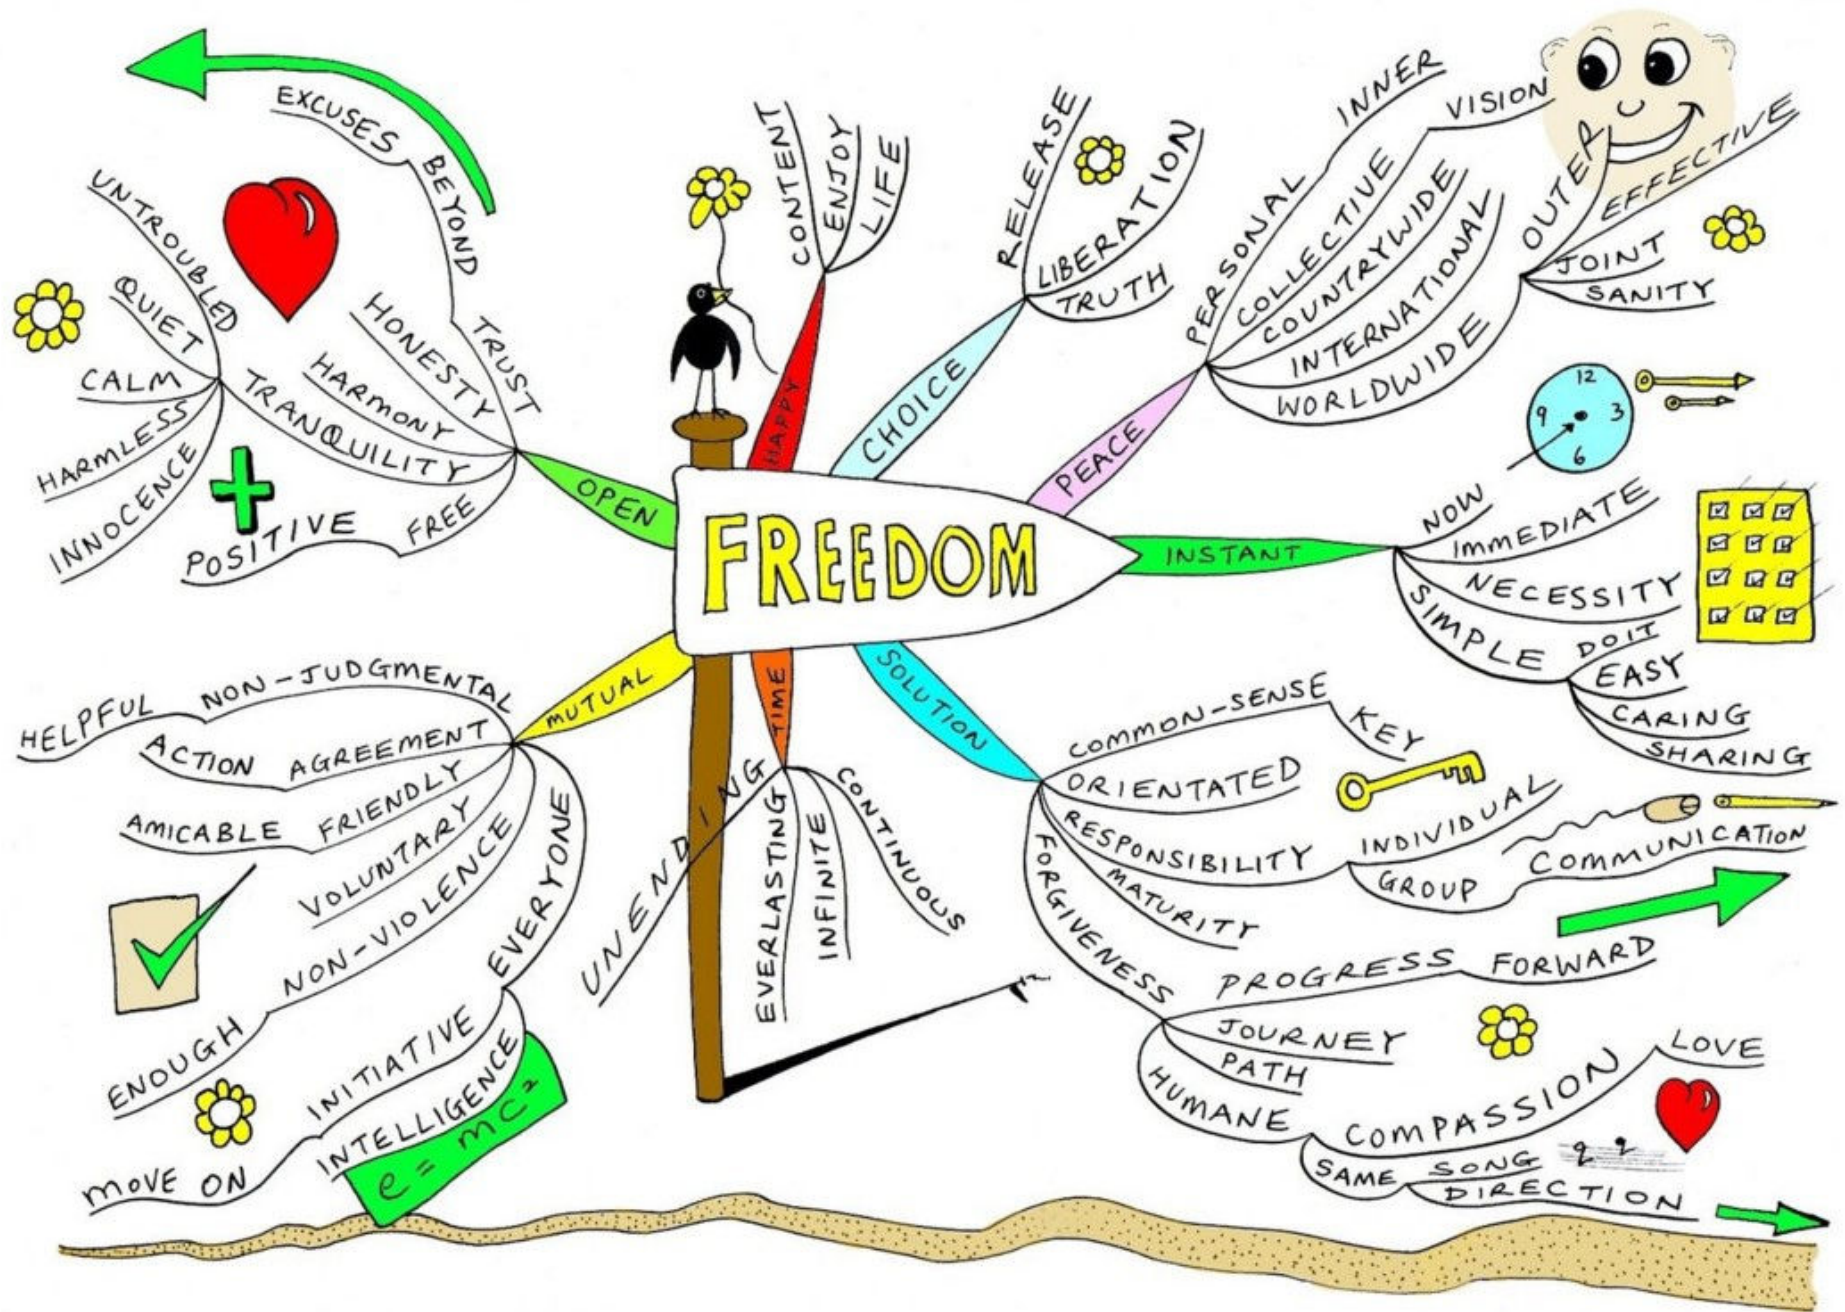 FREEDOM
HAPPY
CONTENT
ENJOY
LIFE
CHOICE
RELEASE
LIBERATION
TRUTH
PEACE
PERSONAL
INNER
COLLECTIVE
VISION
COUNTRYWIDE
INTERNATIONAL
WORLDWIDE
OUTER
EFFECTIVE
JOINT
SANITY
12
3
6
9
INSTANT
NOW
IMMEDIATE
NECESSITY
SIMPLE
DO IT
EASY
CARING
SHARING
SOLUTION
COMMON-SENSE
KEY
ORIENTATED
RESPONSIBILITY
INDIVIDUAL
GROUP
COMMUNICATION
MATURITY
FORGIVENESS
PROGRESS
FORWARD
JOURNEY
PATH
HUMANE
COMPASSION
LOVE
SAME
SONG
DIRECTION
TIME
CONTINUOUS
INFINITE
EVERLASTING
UNENDING
MUTUAL
NON-JUDGMENTAL
HELPFUL
AGREEMENT
ACTION
FRIENDLY
AMICABLE
VOLUNTARY
NON-VIOLENCE
ENOUGH
EVERYONE
INITIATIVE
MOVE ON
INTELLIGENCE
e = mc²
OPEN
TRUST
BEYOND
EXCUSES
HONESTY
HARMONY
TRANQUILITY
UNTROUBLED
QUIET
CALM
HARMLESS
INNOCENCE
FREE
POSITIVE